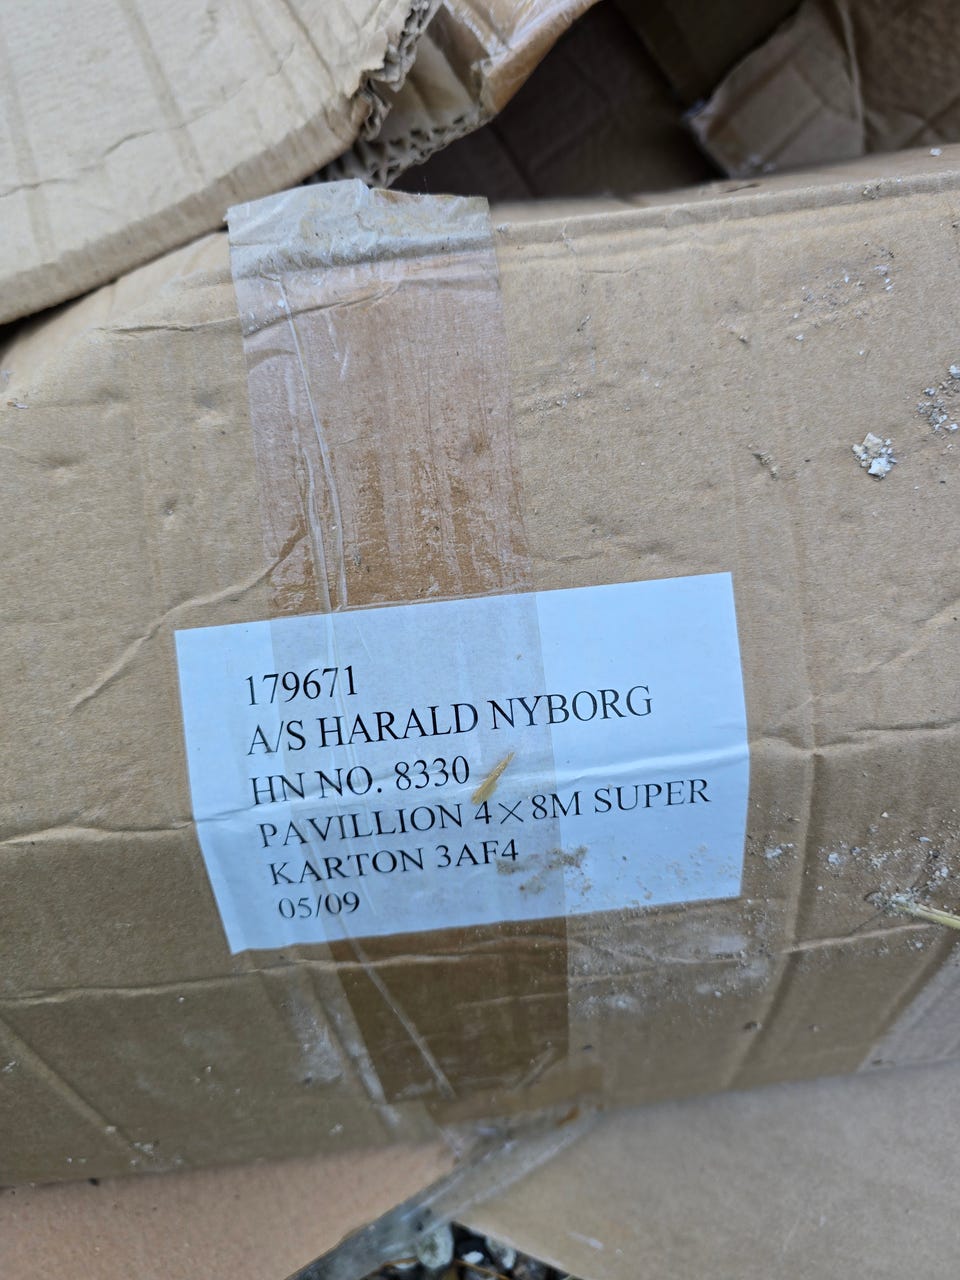 179671
A/S HARALD NYBORG
HN NO. 8330
PAVILLION 4×8M SUPER
KARTON 3AF4
05/09